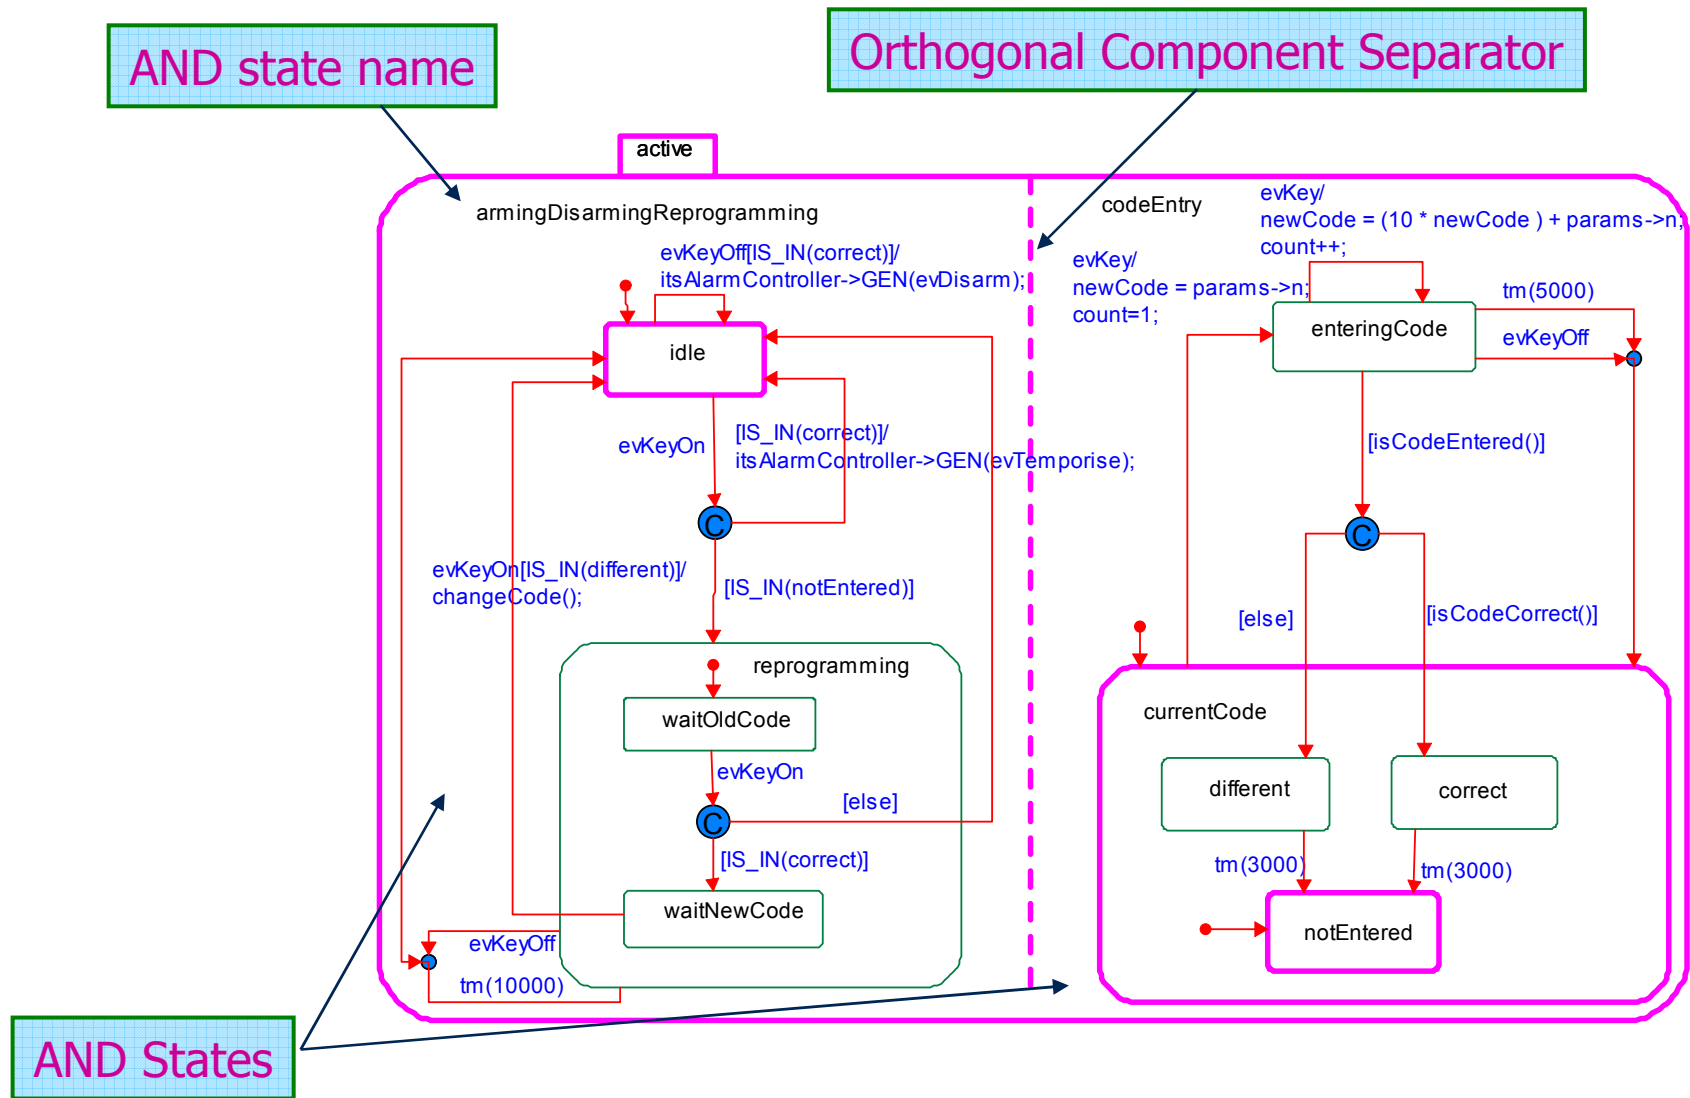 AND state name
Orthogonal Component Separator
active
armingDisarmingReprogramming
evKeyOff[IS_IN(correct)]/
itsAlarmController->GEN(evDisarm);
idle
evKeyOn
[IS_IN(correct)]/
itsAlarmController->GEN(evTemporise);
C
evKeyOn[IS_IN(different)]/
changeCode();
[IS_IN(notEntered)]
reprogramming
waitOldCode
evKeyOn
C
[else]
[IS_IN(correct)]
waitNewCode
evKeyOff
tm(10000)
codeEntry
evKey/
newCode = (10 * newCode ) + params->n;
count++;
evKey/
newCode = params->n;
count=1;
enteringCode
tm(5000)
evKeyOff
[isCodeEntered()]
C
[else]
[isCodeCorrect()]
currentCode
different
correct
tm(3000)
tm(3000)
notEntered
AND States